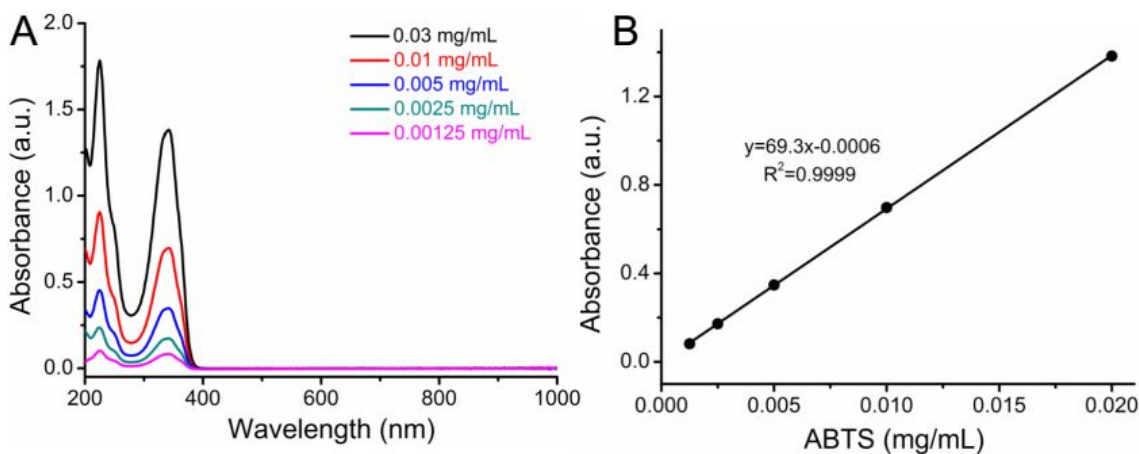 A
2.0
1.5
1.0
0.5
0.0
Absorbance (a.u.)
0.03 mg/mL
0.01 mg/mL
0.005 mg/mL
0.0025 mg/mL
0.00125 mg/mL
200
400
600
800
1000
Wavelength (nm)
B
1.2
0.8
0.4
0.0
Absorbance (a.u.)
y=69.3x-0.0006
R²=0.9999
0.000
0.005
0.010
0.015
0.020
ABTS (mg/mL)